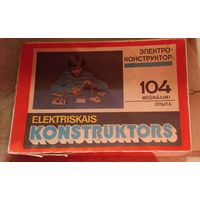 ЭЛЕКТРО-
КОНСТРУКТОР
104
MĒĢINĀJUMI
ОПЫТА
ELEKTRISKAIS
KONSTRUKTORS